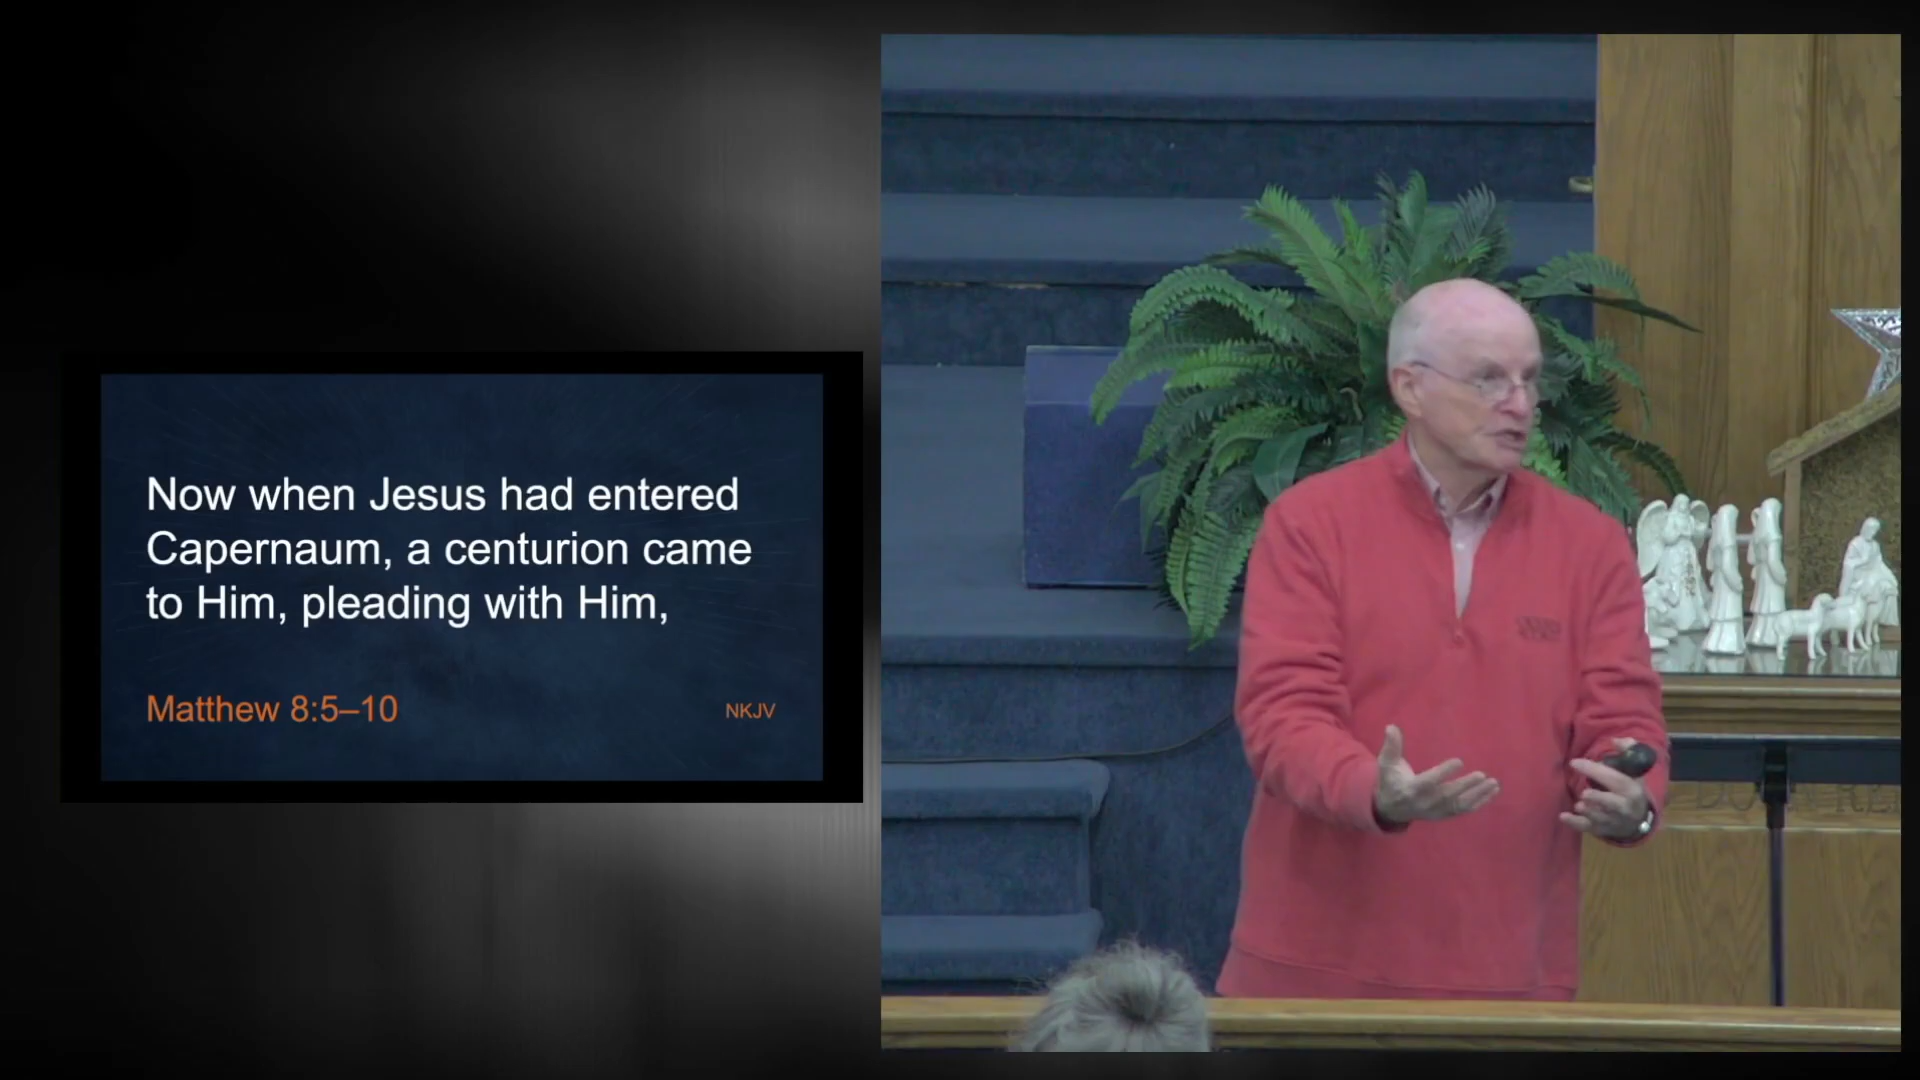 Now when Jesus had entered
Capernaum, a centurion came
to Him, pleading with Him,
Matthew 8:5–10
NKJV